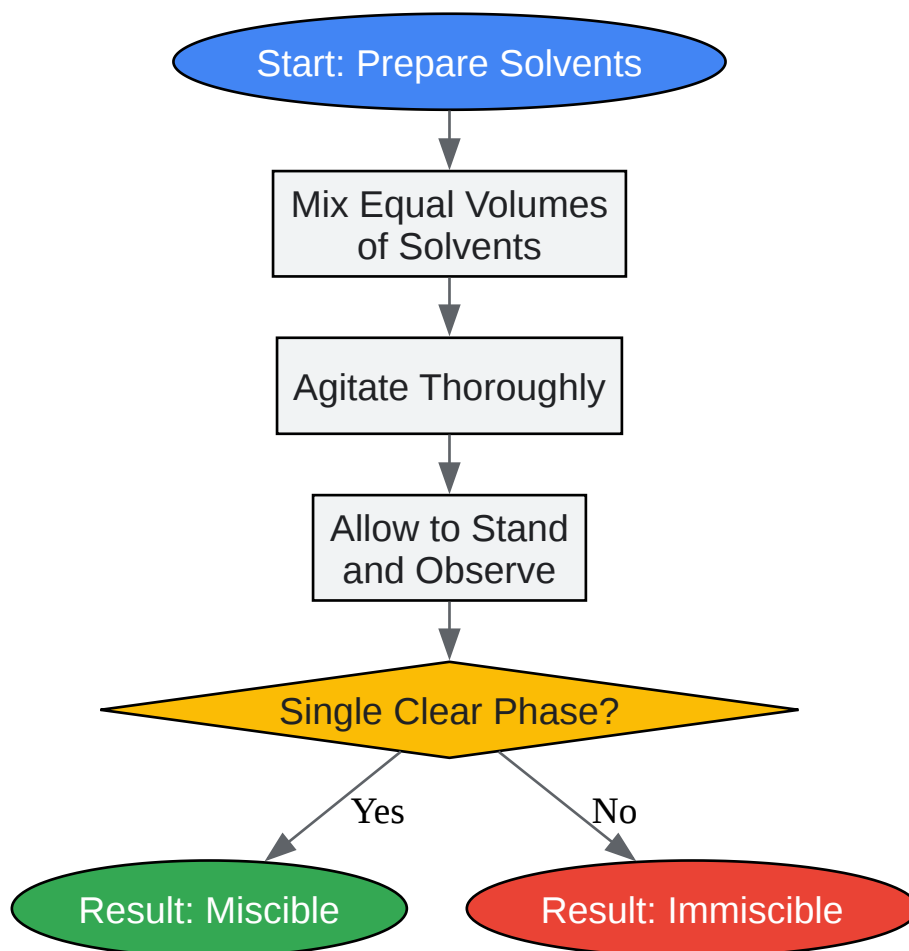 Start: Prepare Solvents
Mix Equal Volumes
of Solvents
Agitate Thoroughly
Allow to Stand
and Observe
Single Clear Phase?
Yes
No
Result: Miscible
Result: Immiscible